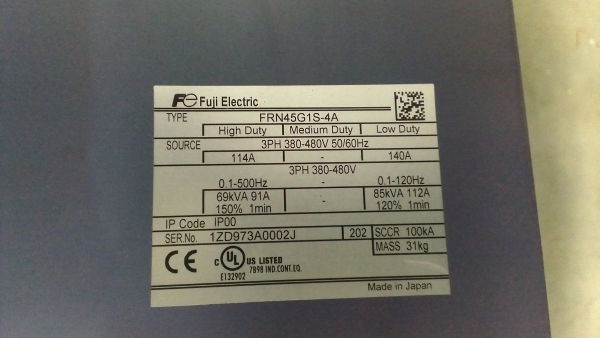 Fe Fuji Electric
TYPE FRN45G1S-4A
High Duty Medium Duty Low Duty
SOURCE 3PH 380-480V 50/60Hz
114A - 140A
3PH 380-480V
0.1-500Hz - 0.1-120Hz
69kVA 91A - 85kVA 112A
150% 1min 120% 1min
IP Code IP00
SER.No. 1ZD973A0002J 202 SCCR 100kA
MASS 31kg
CE C UL US LISTED
7B98 IND.CONT.EQ.
E132902
Made in Japan